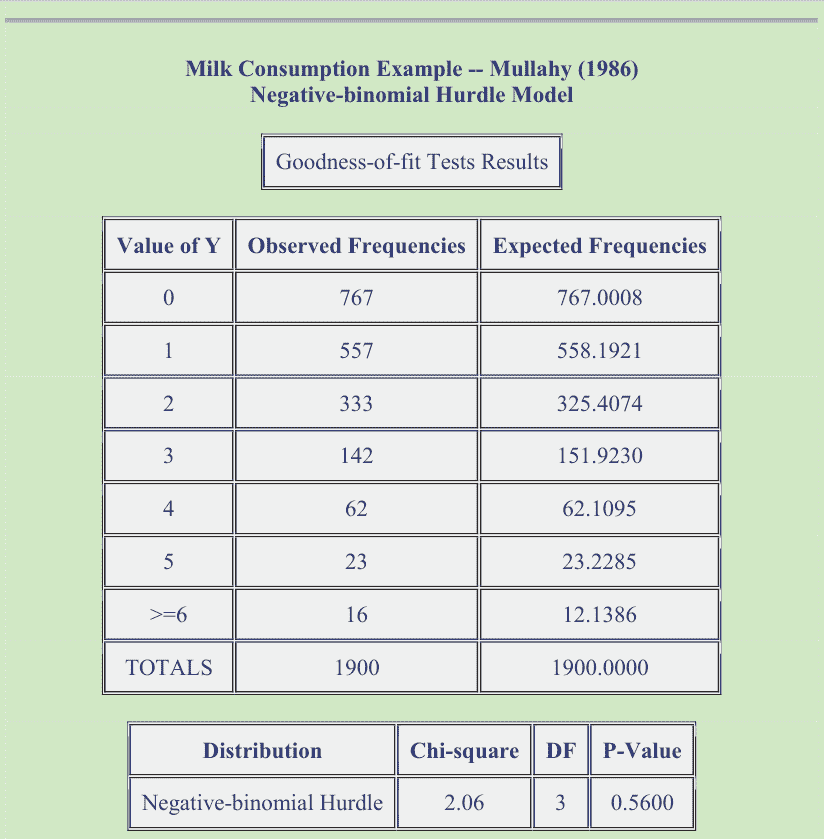 Milk Consumption Example -- Mullahy (1986)
Negative-binomial Hurdle Model
Goodness-of-fit Tests Results
Value of Y Observed Frequencies Expected Frequencies
0 767 767.0008
1 557 558.1921
2 333 325.4074
3 142 151.9230
4 62 62.1095
5 23 23.2285
>=6 16 12.1386
TOTALS 1900 1900.0000
Distribution Chi-square DF P-Value
Negative-binomial Hurdle 2.06 3 0.5600